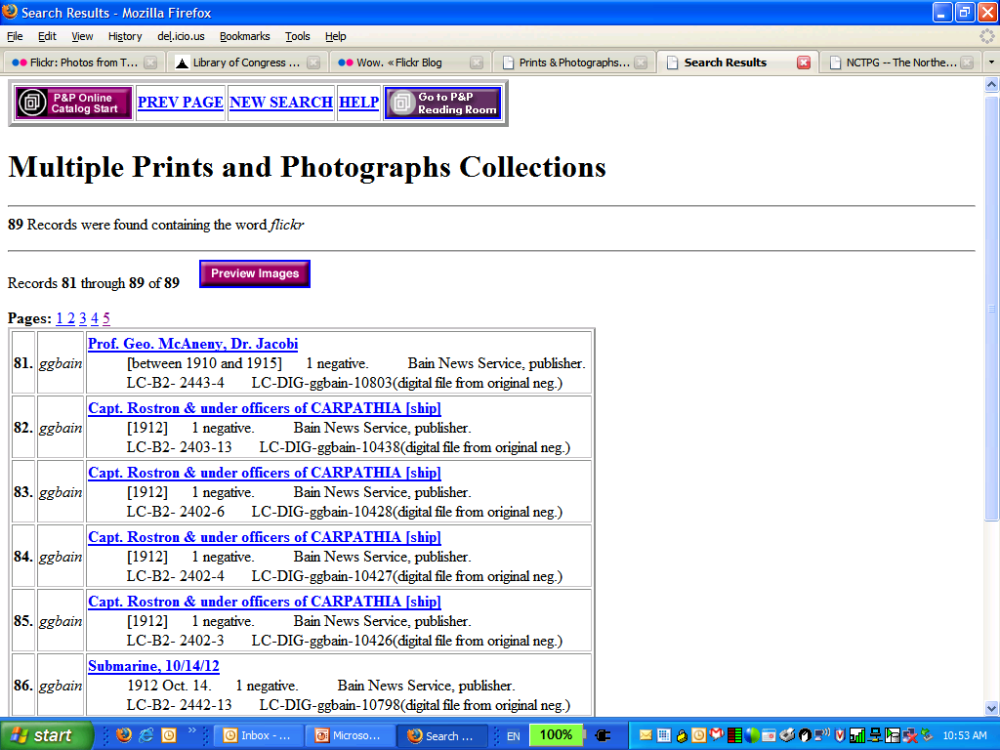 Search Results - Mozilla Firefox
File Edit View History del.icio.us Bookmarks Tools Help
Flickr: Photos from T... Library of Congress ... Wow. « Flickr Blog Prints & Photographs... Search Results NCTPG -- The Northe...
P&P Online Catalog Start PREV PAGE NEW SEARCH HELP Go to P&P Reading Room
Multiple Prints and Photographs Collections
89 Records were found containing the word flickr
Records 81 through 89 of 89 Preview Images
Pages: 1 2 3 4 5
81. ggbain Prof. Geo. McAneny, Dr. Jacobi
[between 1910 and 1915] 1 negative. Bain News Service, publisher.
LC-B2- 2443-4 LC-DIG-ggbain-10803(digital file from original neg.)
82. ggbain Capt. Rostron & under officers of CARPATHIA [ship]
[1912] 1 negative. Bain News Service, publisher.
LC-B2- 2403-13 LC-DIG-ggbain-10438(digital file from original neg.)
83. ggbain Capt. Rostron & under officers of CARPATHIA [ship]
[1912] 1 negative. Bain News Service, publisher.
LC-B2- 2402-6 LC-DIG-ggbain-10428(digital file from original neg.)
84. ggbain Capt. Rostron & under officers of CARPATHIA [ship]
[1912] 1 negative. Bain News Service, publisher.
LC-B2- 2402-4 LC-DIG-ggbain-10427(digital file from original neg.)
85. ggbain Capt. Rostron & under officers of CARPATHIA [ship]
[1912] 1 negative. Bain News Service, publisher.
LC-B2- 2402-3 LC-DIG-ggbain-10426(digital file from original neg.)
86. ggbain Submarine, 10/14/12
1912 Oct. 14. 1 negative. Bain News Service, publisher.
LC-B2- 2442-13 LC-DIG-ggbain-10798(digital file from original neg.)
start Inbox - ... Microso... Search ... EN 100% 10:53 AM